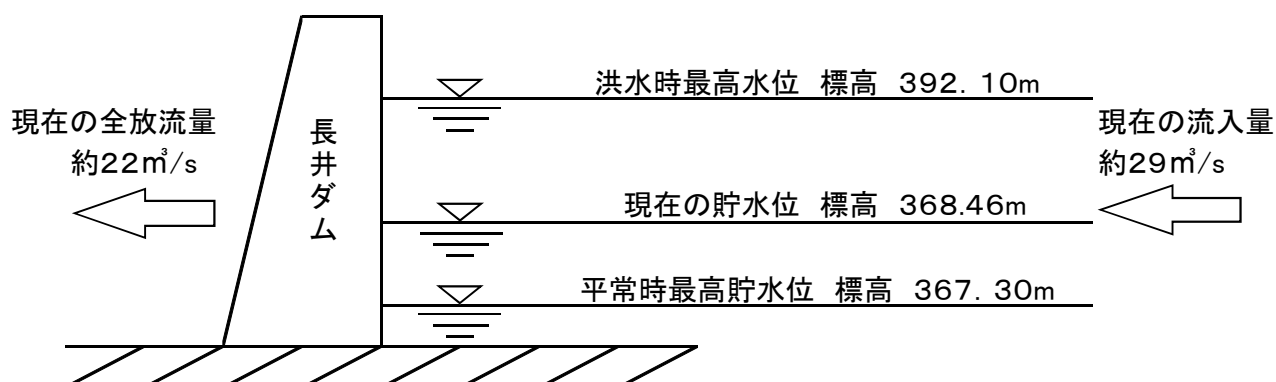 洪水時最高水位 標高 392.10m
現在の全放流量
約22㎥/s
長井ダム
現在の流入量
約29㎥/s
現在の貯水位 標高 368.46m
平常時最高貯水位 標高 367.30m